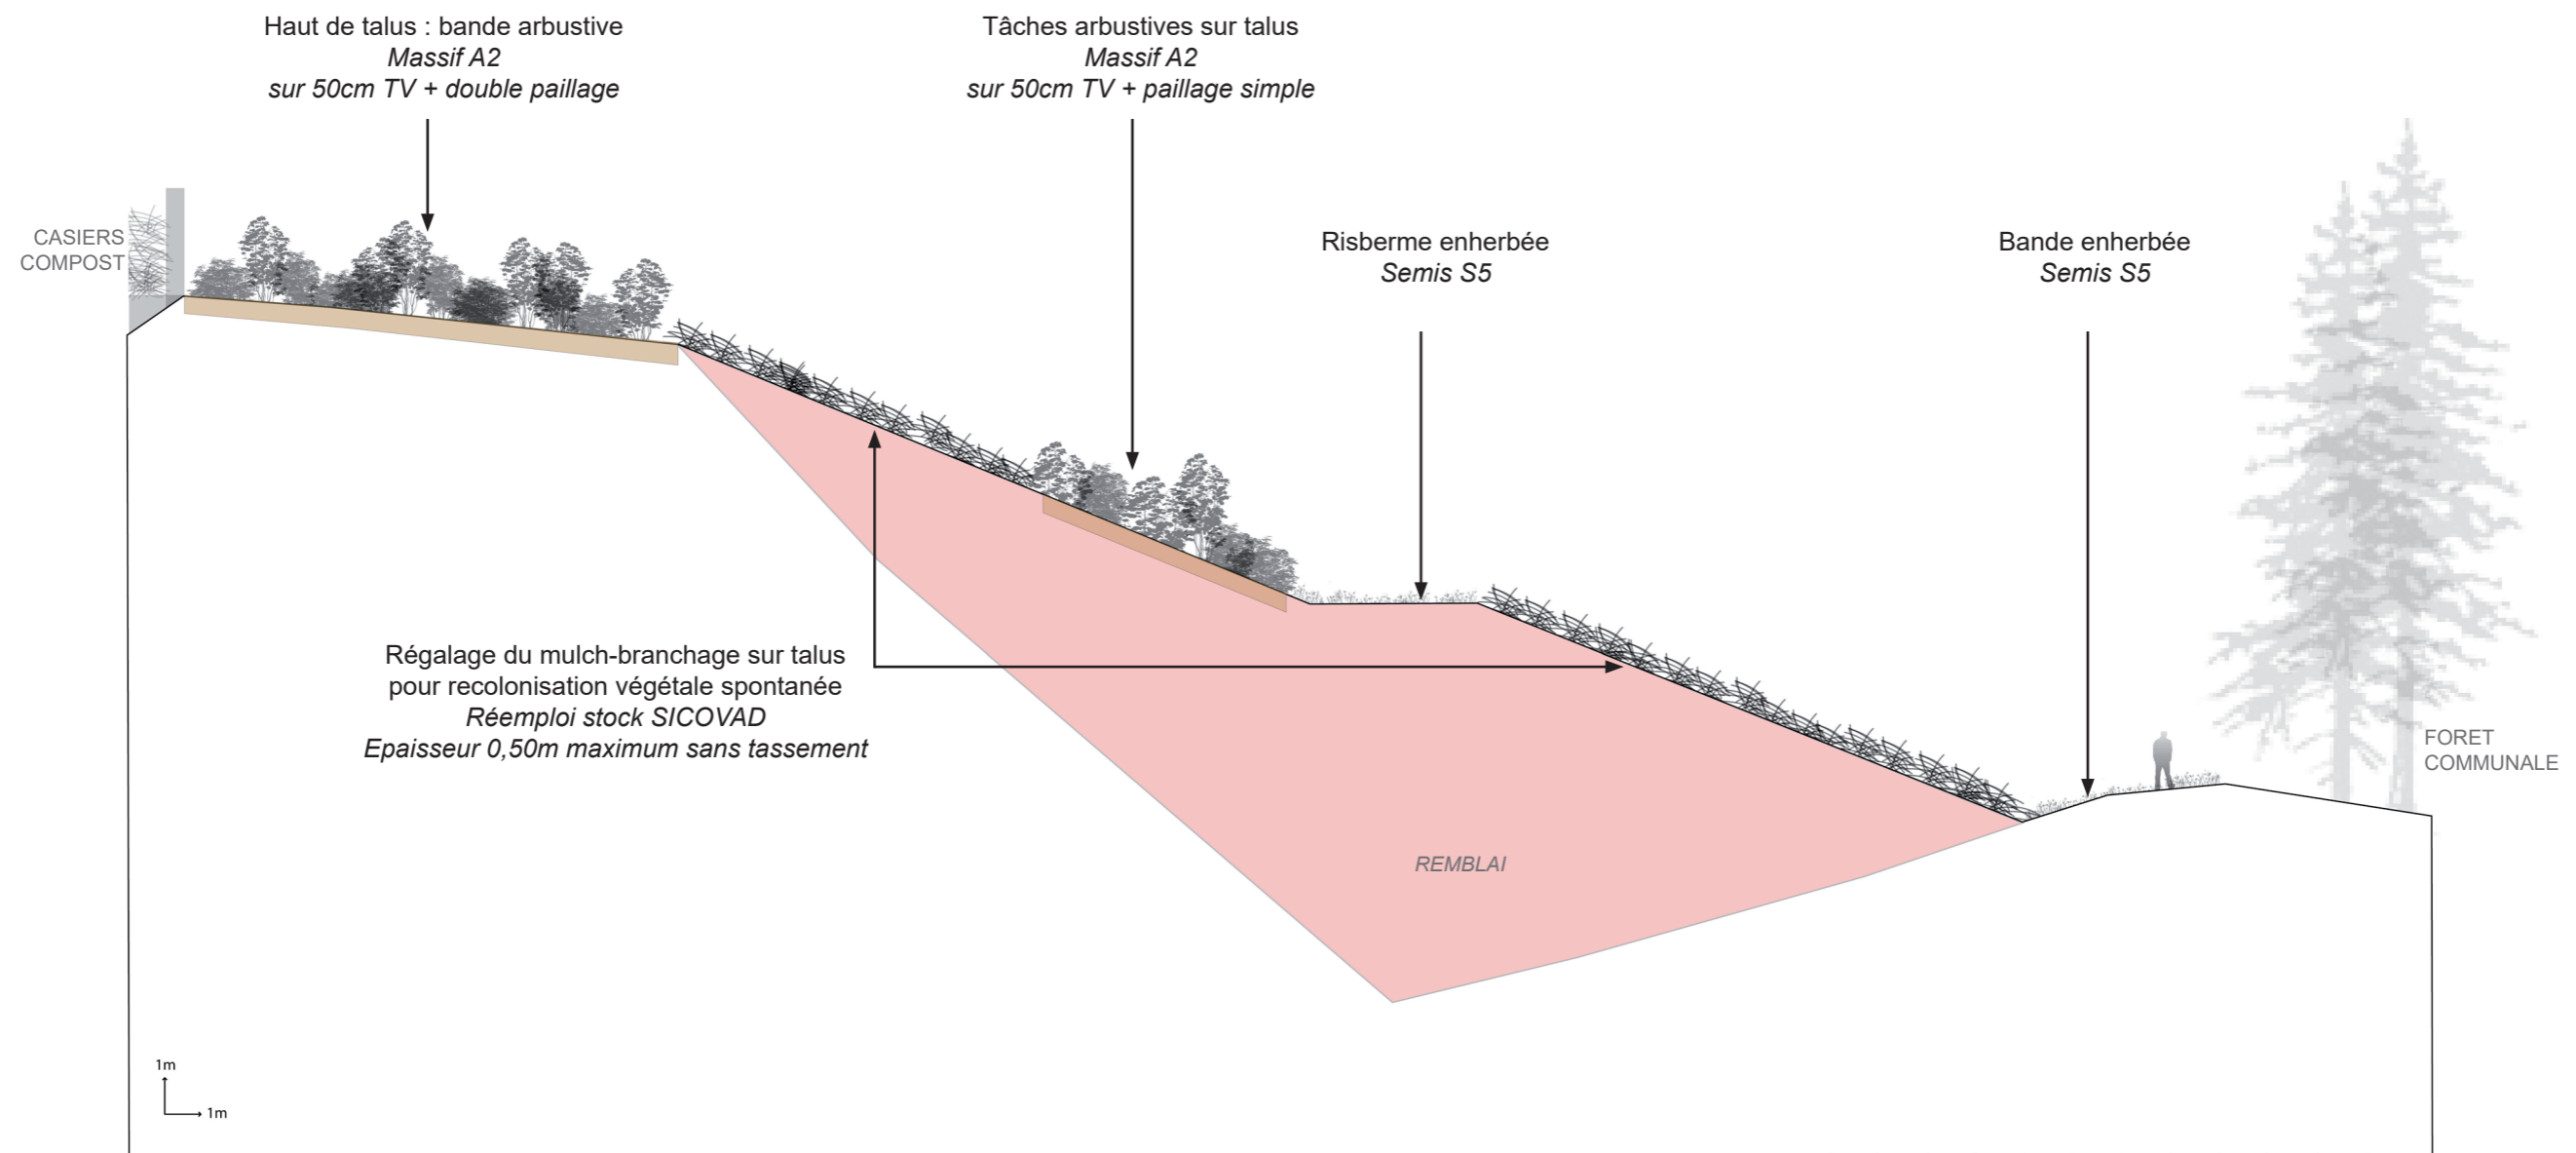 Haut de talus : bande arbustive
Massif A2
sur 50cm TV + double paillage
Tâches arbustives sur talus
Massif A2
sur 50cm TV + paillage simple
CASIERS
COMPOST
Risberme enherbée
Semis S5
Bande enherbée
Semis S5
Régalage du mulch-branchage sur talus
pour recolonisation végétale spontanée
Réemploi stock SICOVAD
Epaisseur 0,50m maximum sans tassement
FORET
COMMUNALE
REMBLAI
1m
1m